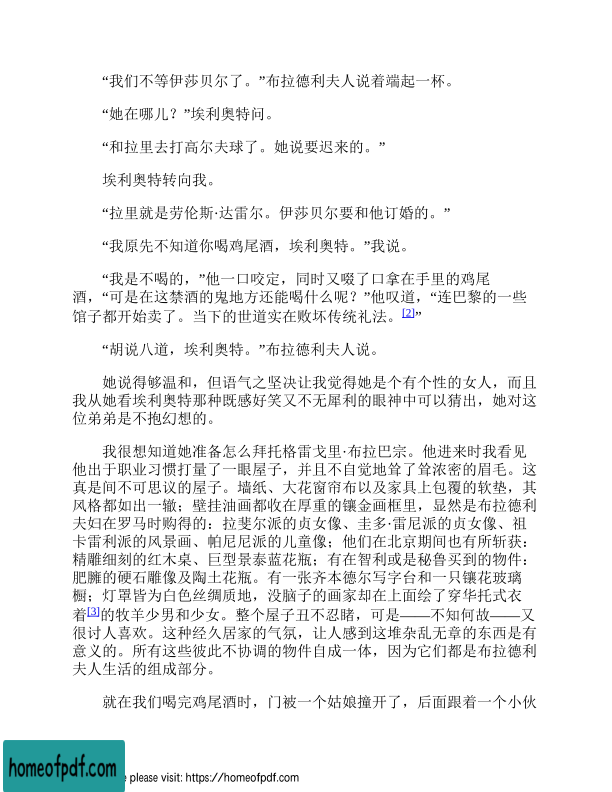 “我们不等伊莎贝尔了。”布拉德利夫人说着端起一杯。
“她在哪儿？”埃利奥特问。
“和拉里去打高尔夫球了。她说要迟来的。”
埃利奥特转向我。
“拉里就是劳伦斯·达雷尔。伊莎贝尔要和他订婚的。”
“我原先不知道你喝鸡尾酒，埃利奥特。”我说。
“我是不喝的，”他一口咬定，同时又啜了口拿在手里的鸡尾
酒，“可是在这禁酒的鬼地方还能喝什么呢？”他叹道，“连巴黎的一些
馆子都开始卖了。当下的世道实在败坏传统礼法。[2]”
“胡说八道，埃利奥特。”布拉德利夫人说。
她说得够温和，但语气之坚决让我觉得她是个有个性的女人，而且
我从她看埃利奥特那种既感好笑又不无犀利的眼神中可以猜出，她对这
位弟弟是不抱幻想的。
我很想知道她准备怎么拜托格雷戈里·布拉巴宗。他进来时我看见
他出于职业习惯打量了一眼屋子，并且不自觉地耸了耸浓密的眉毛。这
真是间不可思议的屋子。墙纸、大花窗帘布以及家具上包覆的软垫，其
风格都如出一辙；壁挂油画都收在厚重的镶金画框里，显然是布拉德利
夫妇在罗马时购得的：拉斐尔派的贞女像、圭多·雷尼派的贞女像、祖
卡雷利派的风景画、帕尼尼派的儿童像；他们在北京期间也有所斩获：
精雕细刻的红木桌、巨型景泰蓝花瓶；有在智利或是秘鲁买到的物件：
肥臃的硬石雕像及陶土花瓶。有一张齐本德尔写字台和一只镶花玻璃
橱；灯罩皆为白色丝绸质地，没脑子的画家却在上面绘了穿华托式衣
着[3]的牧羊少男和少女。整个屋子丑不忍睹，可是——不知何故——又
很讨人喜欢。这种经久居家的气氛，让人感到这堆杂乱无章的东西是有
意义的。所有这些彼此不协调的物件自成一体，因为它们都是布拉德利
夫人生活的组成部分。
就在我们喝完鸡尾酒时，门被一个姑娘撞开了，后面跟着一个小伙
homeofpdf.com
e please visit: https://homeofpdf.com